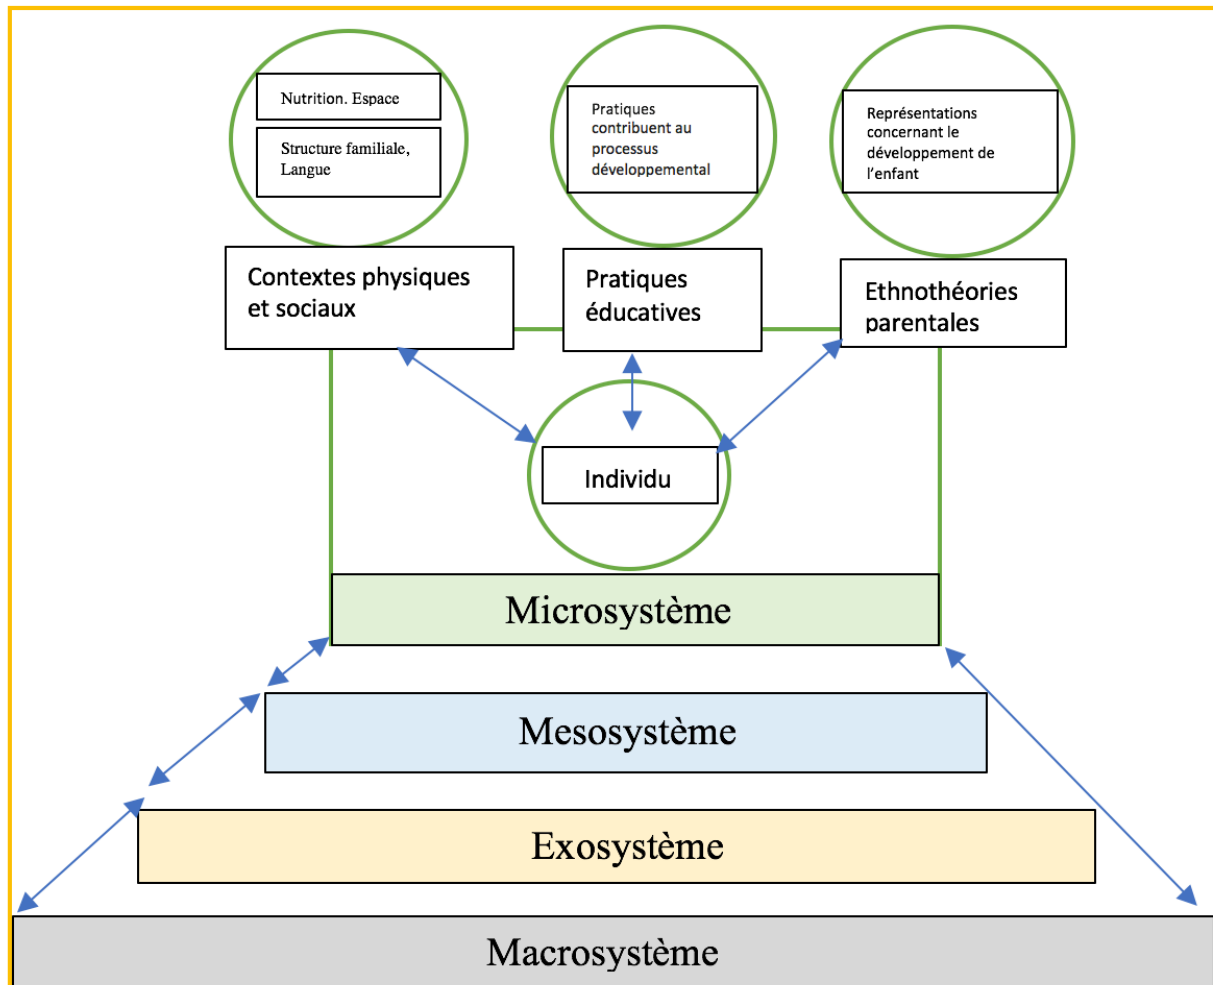 Nutrition. Espace
Structure familiale,
Langue
Pratiques
contribuent au
processus
développemental
Représentations
concernant le
développement de
l'enfant
Contextes physiques
et sociaux
Pratiques
éducatives
Ethnothéories
parentales
Individu
Microsystème
Mesosystème
Exosystème
Macrosystème